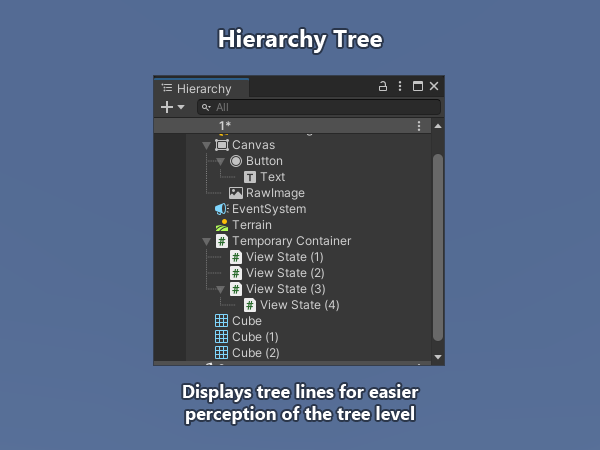 Hierarchy Tree
Hierarchy
All
1*
Canvas
Button
T Text
RawImage
EventSystem
Terrain
# Temporary Container
# View State (1)
# View State (2)
# View State (3)
# View State (4)
Cube
Cube (1)
Cube (2)
Displays tree lines for easier
perception of the tree level